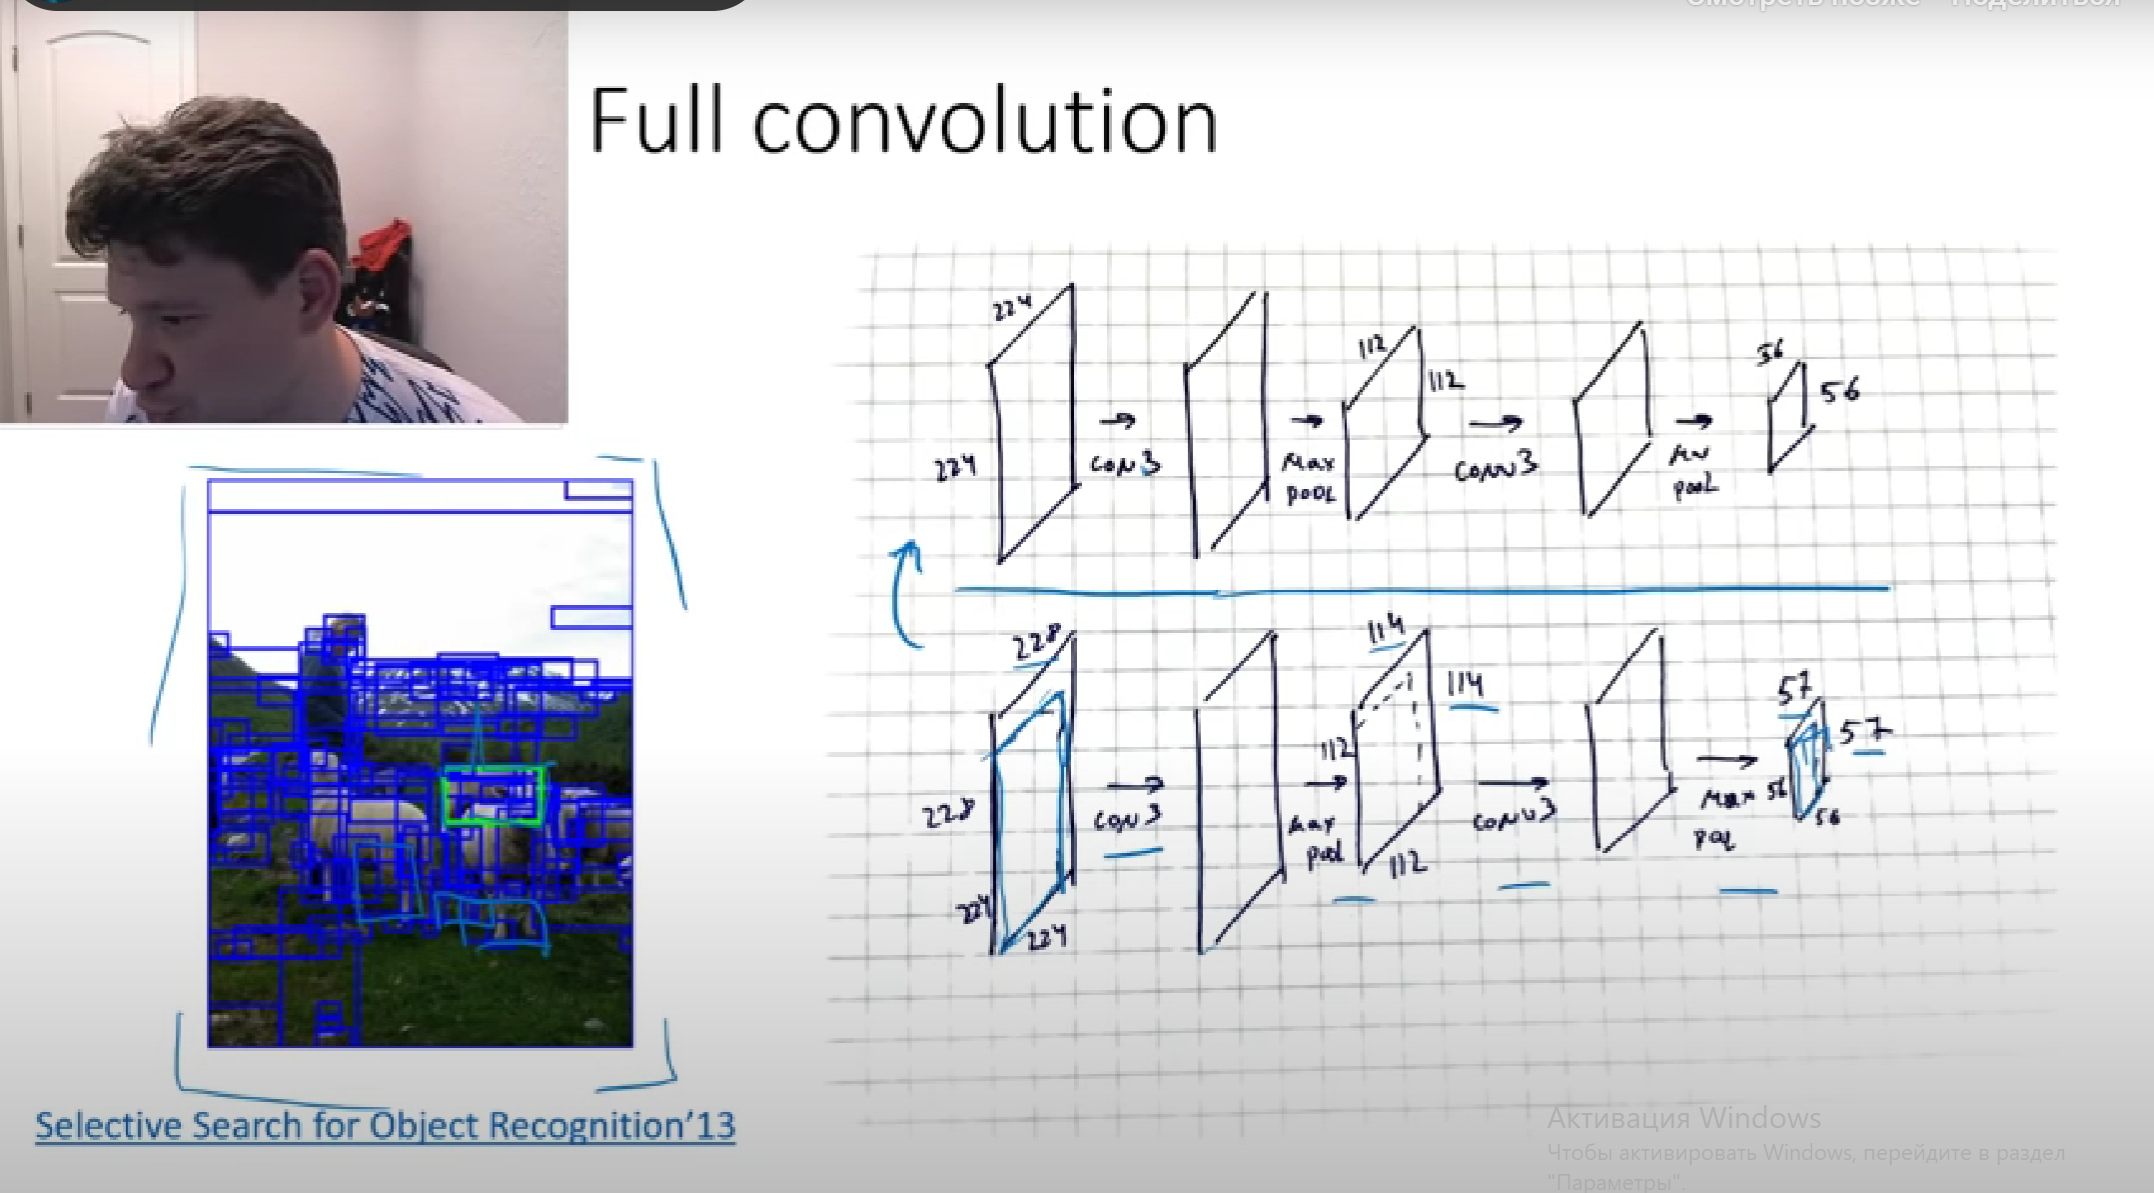 Смотреть позже Поделиться
Full convolution
224
224
CONV 3
MAX
POOL
112
112
CONV 3
MAX
POOL
56
56
228
228
224
224
CONV 3
MAX
POOL
114
114
112
112
CONV 3
MAX
POOL
57
57
56
56
Selective Search for Object Recognition'13
Активация Windows
Чтобы активировать Windows, перейдите в раздел
"Параметры".